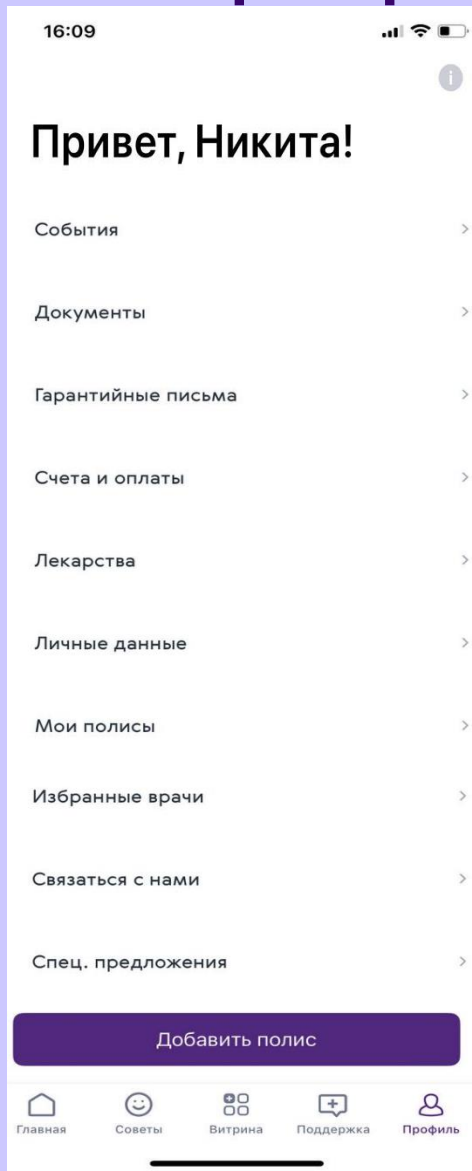 16:09
Привет, Никита!
События
Документы
Гарантийные письма
Счета и оплаты
Лекарства
Личные данные
Мои полисы
Избранные врачи
Связаться с нами
Спец. предложения
Добавить полис
Главная Советы Витрина Поддержка Профиль